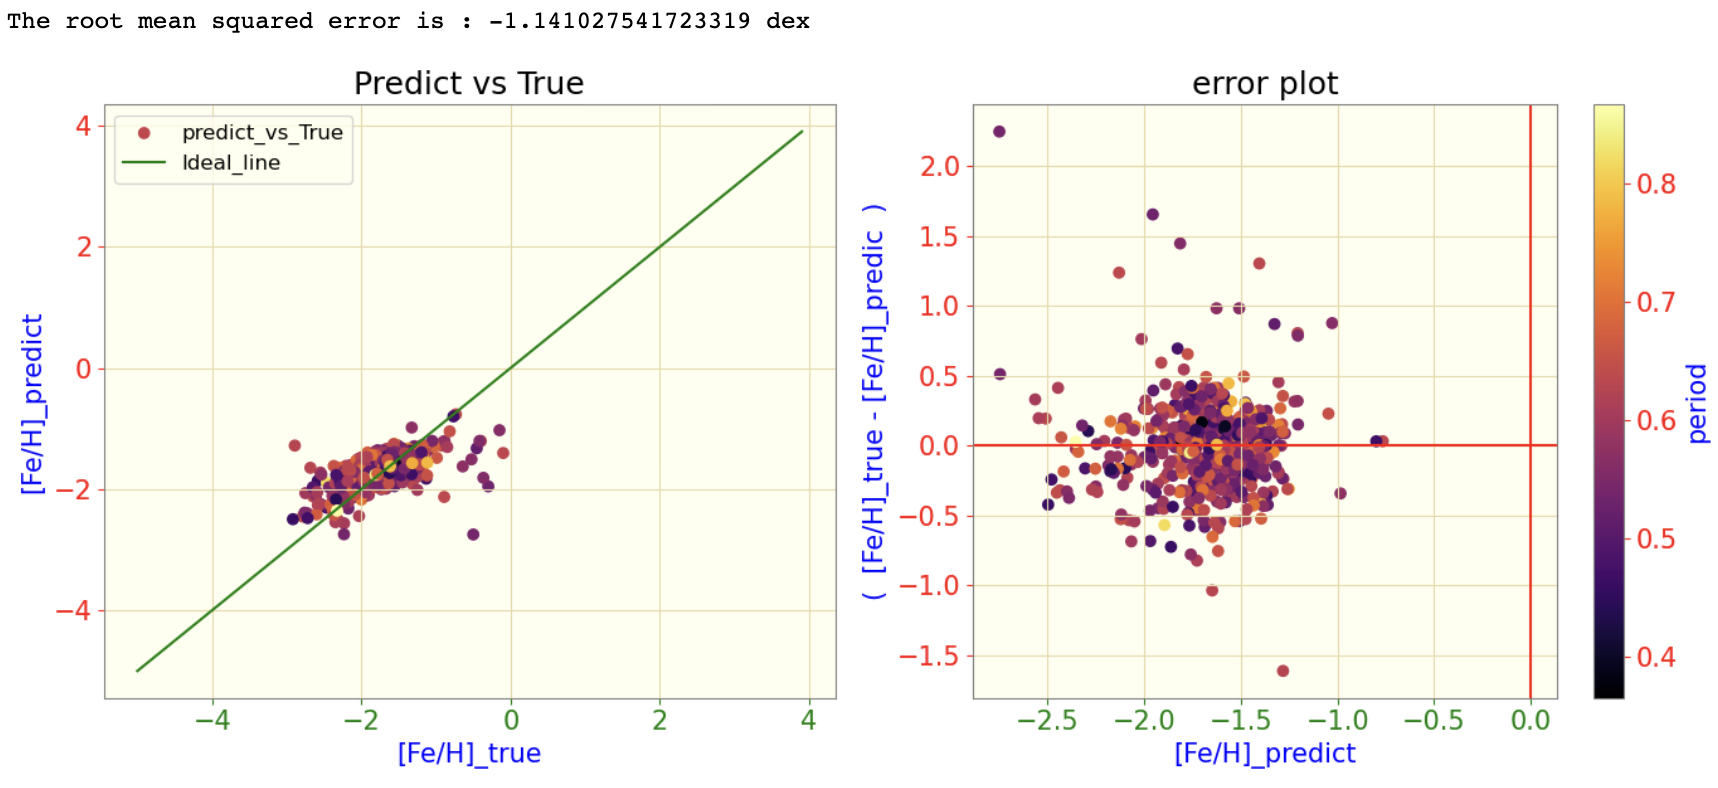 The root mean squared error is : -1.141027541723319 dex
Predict vs True
predict_vs_True
Ideal_line
4
2
0
−2
−4
[Fe/H]_predict
−4
−2
0
2
4
[Fe/H]_true
error plot
2.0
1.5
1.0
0.5
0.0
−0.5
−1.0
−1.5
( [Fe/H]_true - [Fe/H]_predic )
−2.5
−2.0
−1.5
−1.0
−0.5
0.0
[Fe/H]_predict
0.8
0.7
0.6
0.5
0.4
period